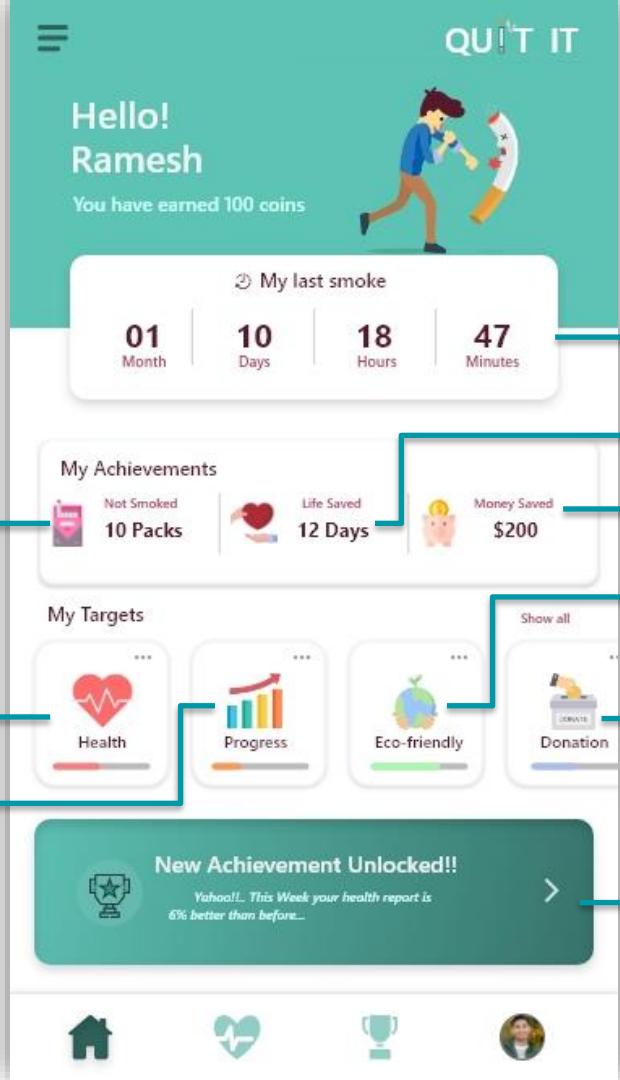 QUIT IT
Hello!
Ramesh
You have earned 100 coins
My last smoke
01 10 18 47
Month Days Hours Minutes
My Achievements
Not Smoked Life Saved Money Saved
10 Packs 12 Days $200
My Targets Show all
DONATE
Health Progress Eco-friendly Donation
New Achievement Unlocked!!
Yahoo!!.. This Week your health report is
6% better than before...